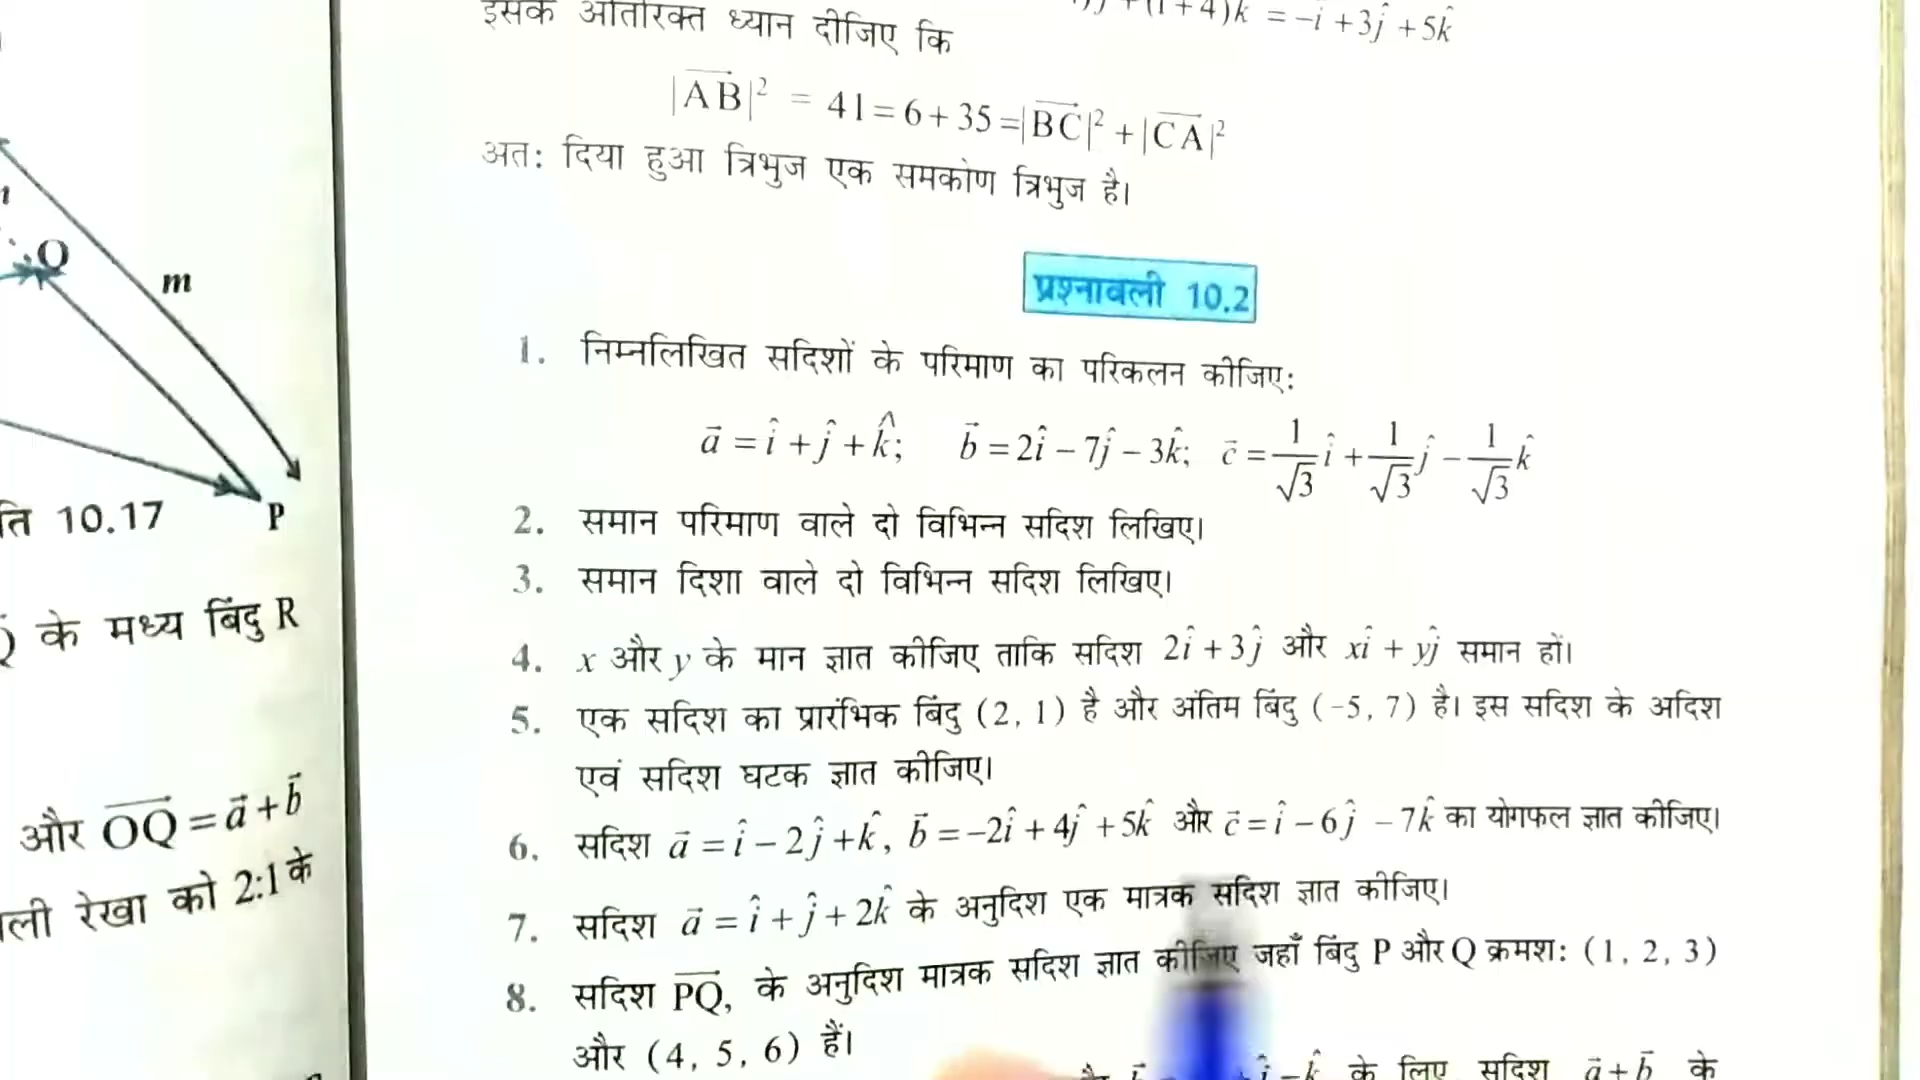 m
Q
P
ति 10.17
के मध्य बिंदु R
और OQ⃗ = a⃗ + b⃗
ली रेखा को 2:1 के
इसके अतिरिक्त ध्यान दीजिए कि
+ (1 + 4)k̂ = –î + 3ĵ + 5k̂
|AB⃗|² = 41 = 6 + 35 = |BC⃗|² + |CA⃗|²
अत: दिया हुआ त्रिभुज एक समकोण त्रिभुज है।
प्रश्नावली 10.2
1. निम्नलिखित सदिशों के परिमाण का परिकलन कीजिए:
a⃗ = î + ĵ + k̂; b⃗ = 2î – 7ĵ – 3k̂; c⃗ = 1/√3 î + 1/√3 ĵ – 1/√3 k̂
2. समान परिमाण वाले दो विभिन्न सदिश लिखिए।
3. समान दिशा वाले दो विभिन्न सदिश लिखिए।
4. x और y के मान ज्ञात कीजिए ताकि सदिश 2î + 3ĵ और xî + yĵ समान हों।
5. एक सदिश का प्रारंभिक बिंदु (2, 1) है और अंतिम बिंदु (–5, 7) है। इस सदिश के अदिश
एवं सदिश घटक ज्ञात कीजिए।
6. सदिश a⃗ = î – 2ĵ + k̂, b⃗ = –2î + 4ĵ + 5k̂ और c⃗ = î – 6ĵ – 7k̂ का योगफल ज्ञात कीजिए।
7. सदिश a⃗ = î + ĵ + 2k̂ के अनुदिश एक मात्रक सदिश ज्ञात कीजिए।
8. सदिश PQ⃗, के अनुदिश मात्रक सदिश ज्ञात कीजिए जहाँ बिंदु P और Q क्रमश: (1, 2, 3)
और (4, 5, 6) हैं।
के लिए सदिश a⃗ + b⃗ के